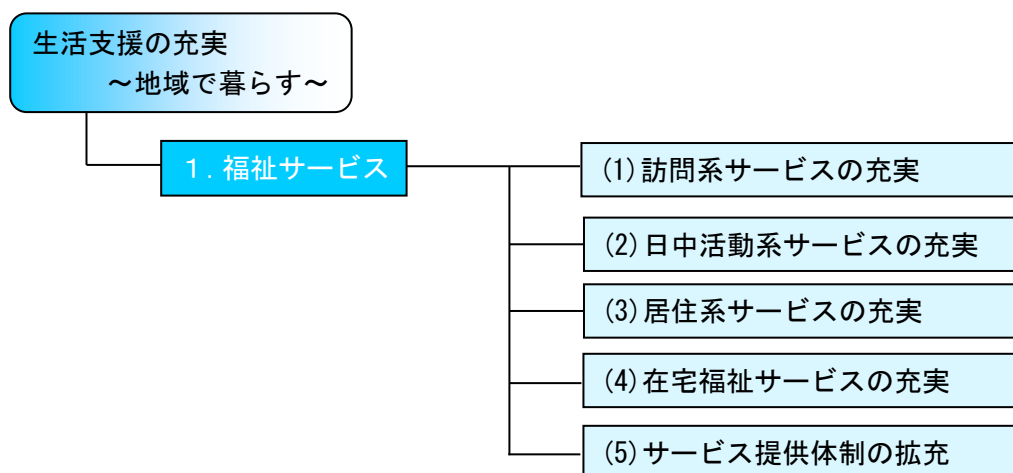 生活支援の充実
～地域で暮らす～
１.福祉サービス
(1)訪問系サービスの充実
(2)日中活動系サービスの充実
(3)居住系サービスの充実
(4)在宅福祉サービスの充実
(5)サービス提供体制の拡充